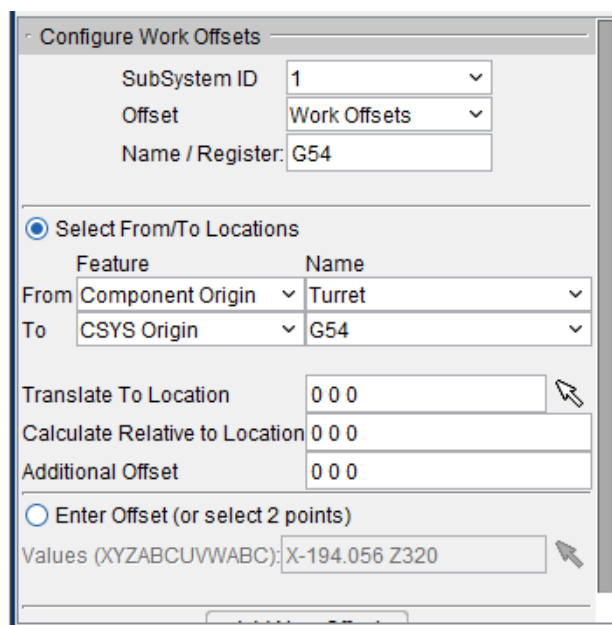 Configure Work Offsets
SubSystem ID 1
Offset Work Offsets
Name / Register: G54
Select From/To Locations
Feature Name
From Component Origin Turret
To CSYS Origin G54
Translate To Location 0 0 0
Calculate Relative to Location 0 0 0
Additional Offset 0 0 0
Enter Offset (or select 2 points)
Values (XYZABCUVWABC): X-194.056 Z320